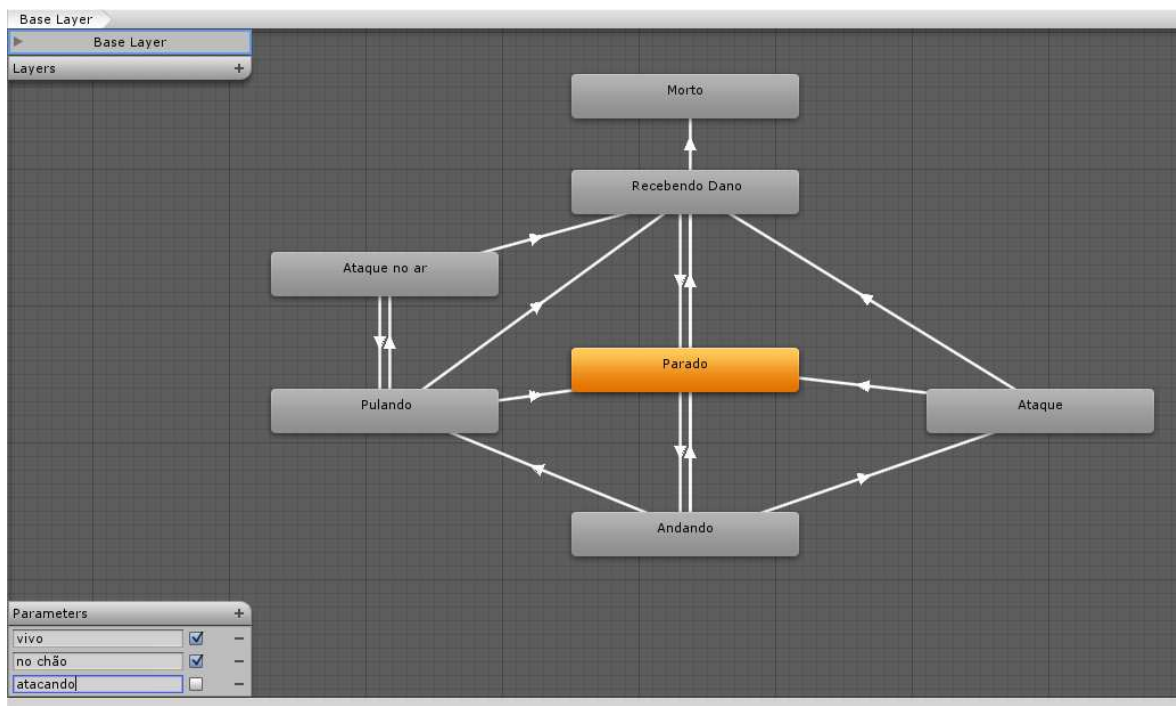 Base Layer
Base Layer
Layers
+
Morto
Recebendo Dano
Ataque no ar
Parado
Pulando
Ataque
Andando
Parameters
+
vivo
no chão
atacando